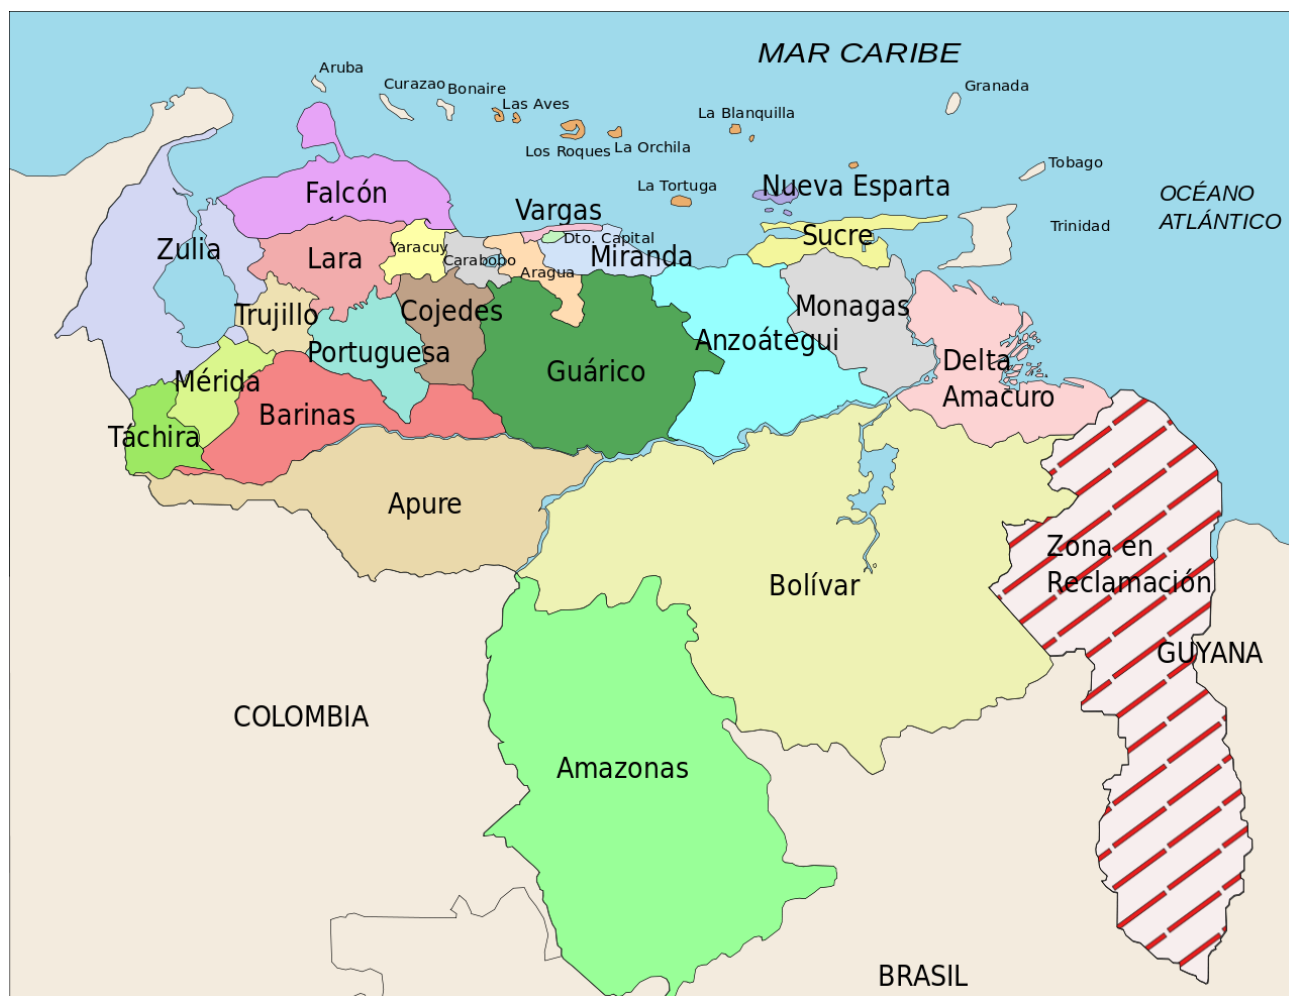 MAR CARIBE
Aruba
Curazao
Bonaire
Las Aves
Granada
La Blanquilla
Los Roques
La Orchila
Tobago
Falcón
La Tortuga
Nueva Esparta
OCÉANO
ATLÁNTICO
Vargas
Trinidad
Zulia
Lara
Yaracuy
Dto. Capital
Sucre
Carabobo
Miranda
Aragua
Trujillo
Cojedes
Monagas
Portuguesa
Anzoátegui
Guárico
Delta
Amacuro
Mérida
Barinas
Táchira
Apure
Zona en
Reclamación
Bolívar
GUYANA
COLOMBIA
Amazonas
BRASIL